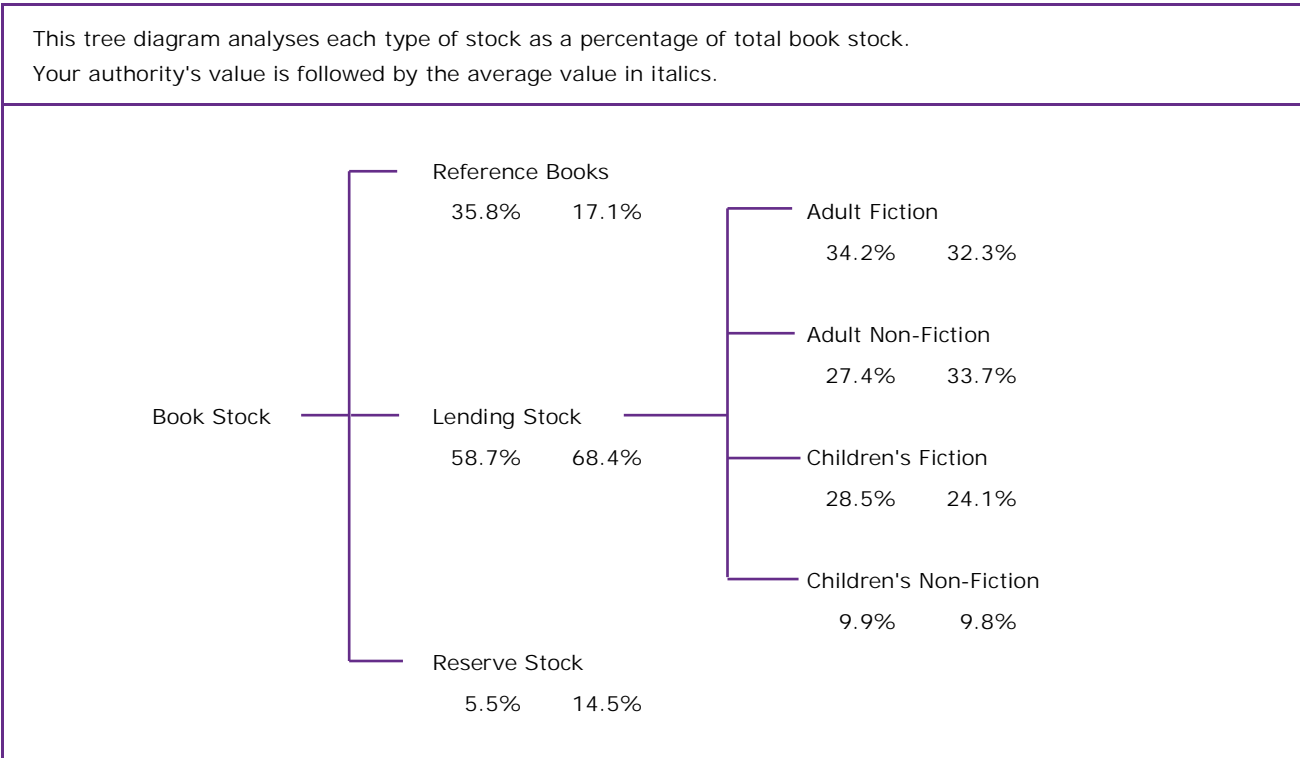 This tree diagram analyses each type of stock as a percentage of total book stock.
Your authority's value is followed by the average value in italics.
Reference Books
35.8% 17.1%
Adult Fiction
34.2% 32.3%
Adult Non-Fiction
27.4% 33.7%
Book Stock
Lending Stock
58.7% 68.4%
Children's Fiction
28.5% 24.1%
Children's Non-Fiction
9.9% 9.8%
Reserve Stock
5.5% 14.5%